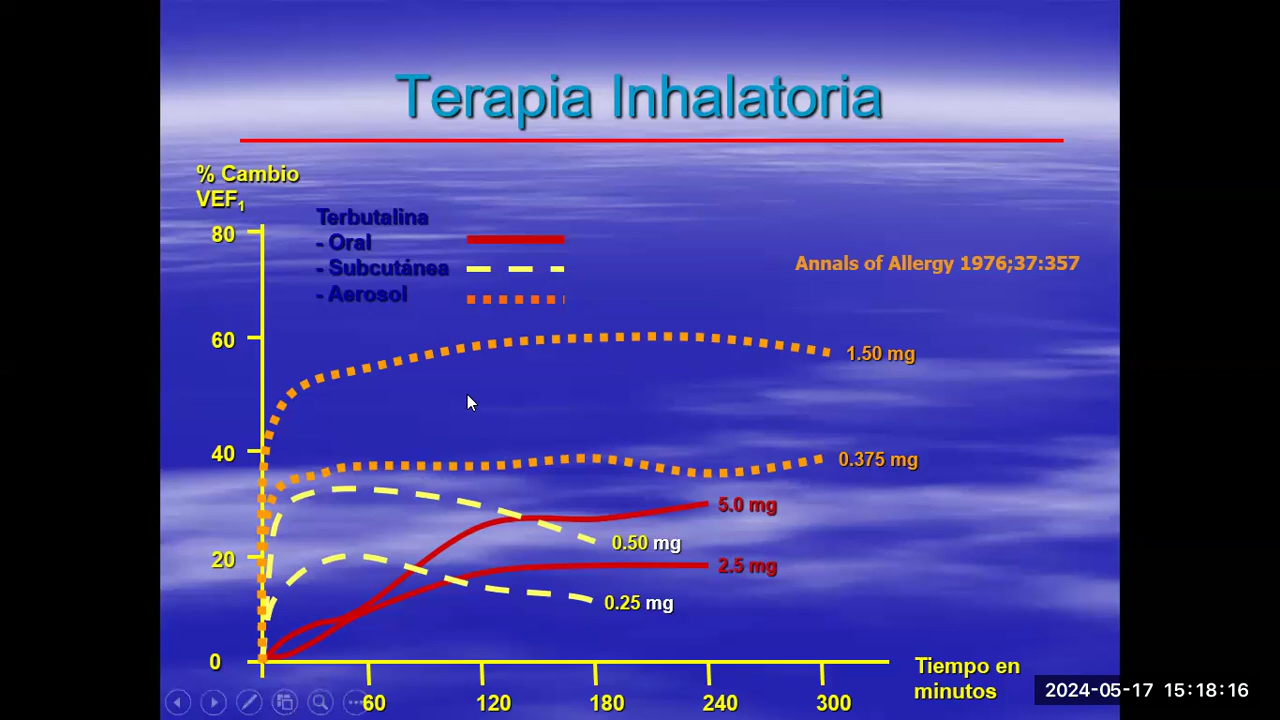 Terapia Inhalatoria
% Cambio
VEF1
Terbutalina
- Oral
- Subcutánea
- Aerosol
Annals of Allergy 1976;37:357
80
60
40
20
0
1.50 mg
0.375 mg
5.0 mg
0.50 mg
2.5 mg
0.25 mg
60
120
180
240
300
Tiempo en
minutos
2024-05-17 15:18:16